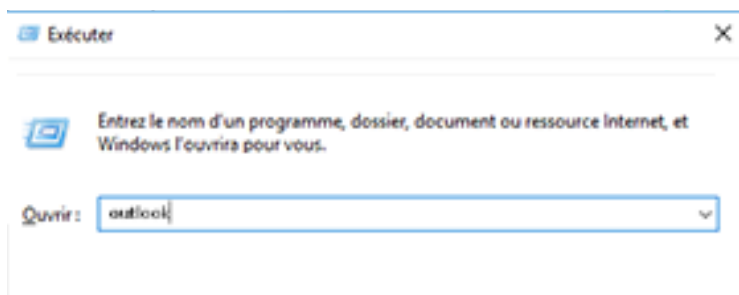 Exécuter
Entrez le nom d'un programme, dossier, document ou ressource Internet, et
Windows l'ouvrira pour vous.
Ouvrir : outlook